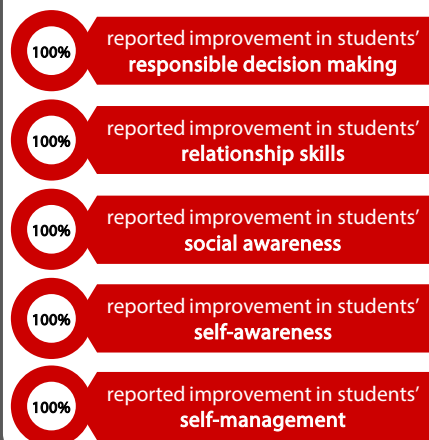 100%
reported improvement in students’
responsible decision making
100%
reported improvement in students’
relationship skills
100%
reported improvement in students’
social awareness
100%
reported improvement in students’
self-awareness
100%
reported improvement in students’
self-management